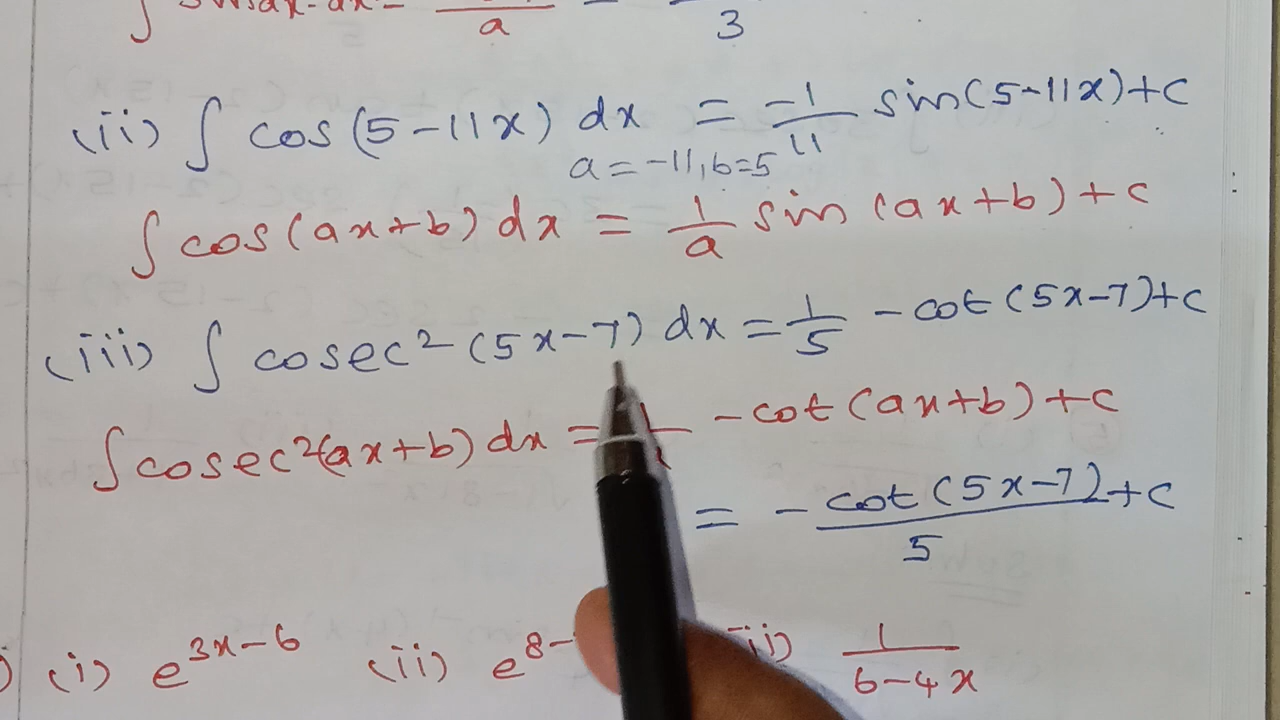 a = 3
(ii) ∫ cos(5-11x) dx = -1/11 sin(5-11x)+c
a=-11, b=5
∫ cos(ax+b) dx = 1/a sin(ax+b)+c
(iii) ∫ cosec²(5x-7) dx = 1/5 -cot(5x-7)+c
∫ cosec²(ax+b) dx = -cot(ax+b)+c
= -cot(5x-7)/5 +c
(i) e^{3x-6} (ii) e^{8- 1/(6-4x)